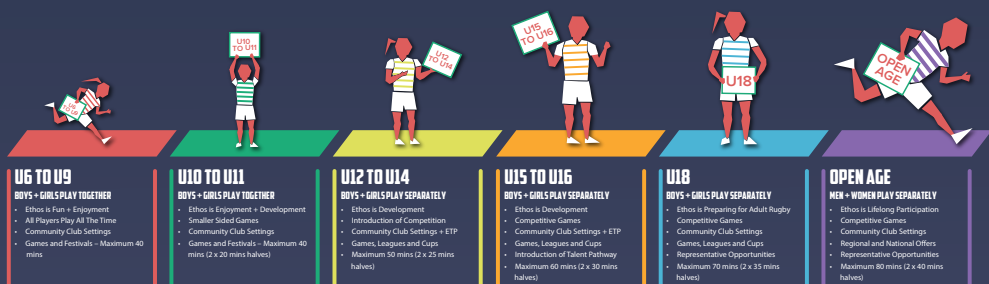 U6
TO U9
U10
TO U11
U12
TO U14
U15
TO U16
U18
OPEN
AGE
U6 TO U9
BOYS + GIRLS PLAY TOGETHER
• Ethos is Fun + Enjoyment
• All Players Play All The Time
• Community Club Settings
• Games and Festivals – Maximum 40
mins
U10 TO U11
BOYS + GIRLS PLAY TOGETHER
• Ethos is Enjoyment + Development
• Smaller Sided Games
• Community Club Settings
• Games and Festivals – Maximum 40
mins (2 x 20 mins halves)
U12 TO U14
BOYS + GIRLS PLAY SEPARATELY
• Ethos is Development
• Introduction of Competition
• Community Club Settings + ETP
• Games, Leagues and Cups
• Maximum 50 mins (2 x 25 mins
halves)
U15 TO U16
BOYS + GIRLS PLAY SEPARATELY
• Ethos is Development
• Competitive Games
• Community Club Settings + ETP
• Games, Leagues and Cups
• Introduction of Talent Pathway
• Maximum 60 mins (2 x 30 mins
halves)
U18
BOYS + GIRLS PLAY SEPARATELY
• Ethos is Preparing for Adult Rugby
• Competitive Games
• Community Club Settings
• Games, Leagues and Cups
• Representative Opportunities
• Maximum 70 mins (2 x 35 mins
halves)
OPEN AGE
MEN + WOMEN PLAY SEPARATELY
• Ethos is Lifelong Participation
• Competitive Games
• Community Club Settings
• Regional and National Offers
• Representative Opportunities
• Maximum 80 mins (2 x 40 mins
halves)